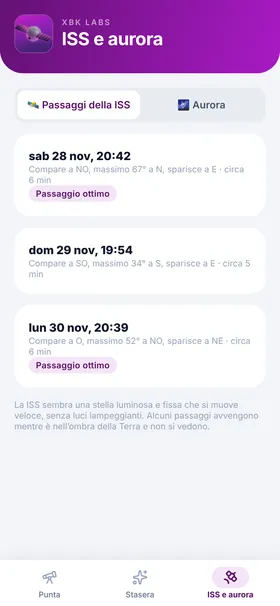 XBK LABS
ISS e aurora
Passaggi della ISS
Aurora
sab 28 nov, 20:42
Compare a NO, massimo 67° a N, sparisce a E · circa
6 min
Passaggio ottimo
dom 29 nov, 19:54
Compare a SO, massimo 34° a S, sparisce a E · circa 5
min
lun 30 nov, 20:39
Compare a O, massimo 52° a NO, sparisce a NE · circa
6 min
Passaggio ottimo
La ISS sembra una stella luminosa e fissa che si muove
veloce, senza luci lampeggianti. Alcuni passaggi avvengono
mentre è nell'ombra della Terra e non si vedono.
Punta
Stasera
ISS e aurora